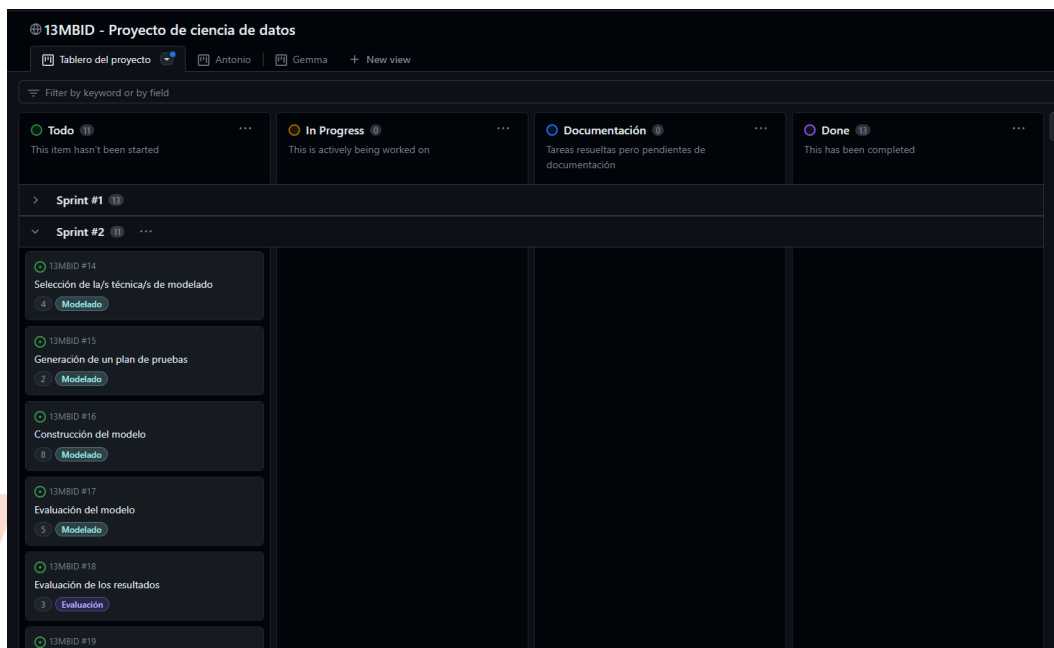 13MBID - Proyecto de ciencia de datos
Tablero del proyecto
Antonio
Gemma
+ New view
Filter by keyword or by field
Todo 11 ...
This item hasn't been started
In Progress 0 ...
This is actively being worked on
Documentación 0 ...
Tareas resueltas pero pendientes de
documentación
Done 13 ...
This has been completed
Sprint #1 13
Sprint #2 11 ...
13MBID #14
Selección de la/s técnica/s de modelado
4 Modelado
13MBID #15
Generación de un plan de pruebas
2 Modelado
13MBID #16
Construcción del modelo
8 Modelado
13MBID #17
Evaluación del modelo
5 Modelado
13MBID #18
Evaluación de los resultados
3 Evaluación
13MBID #19